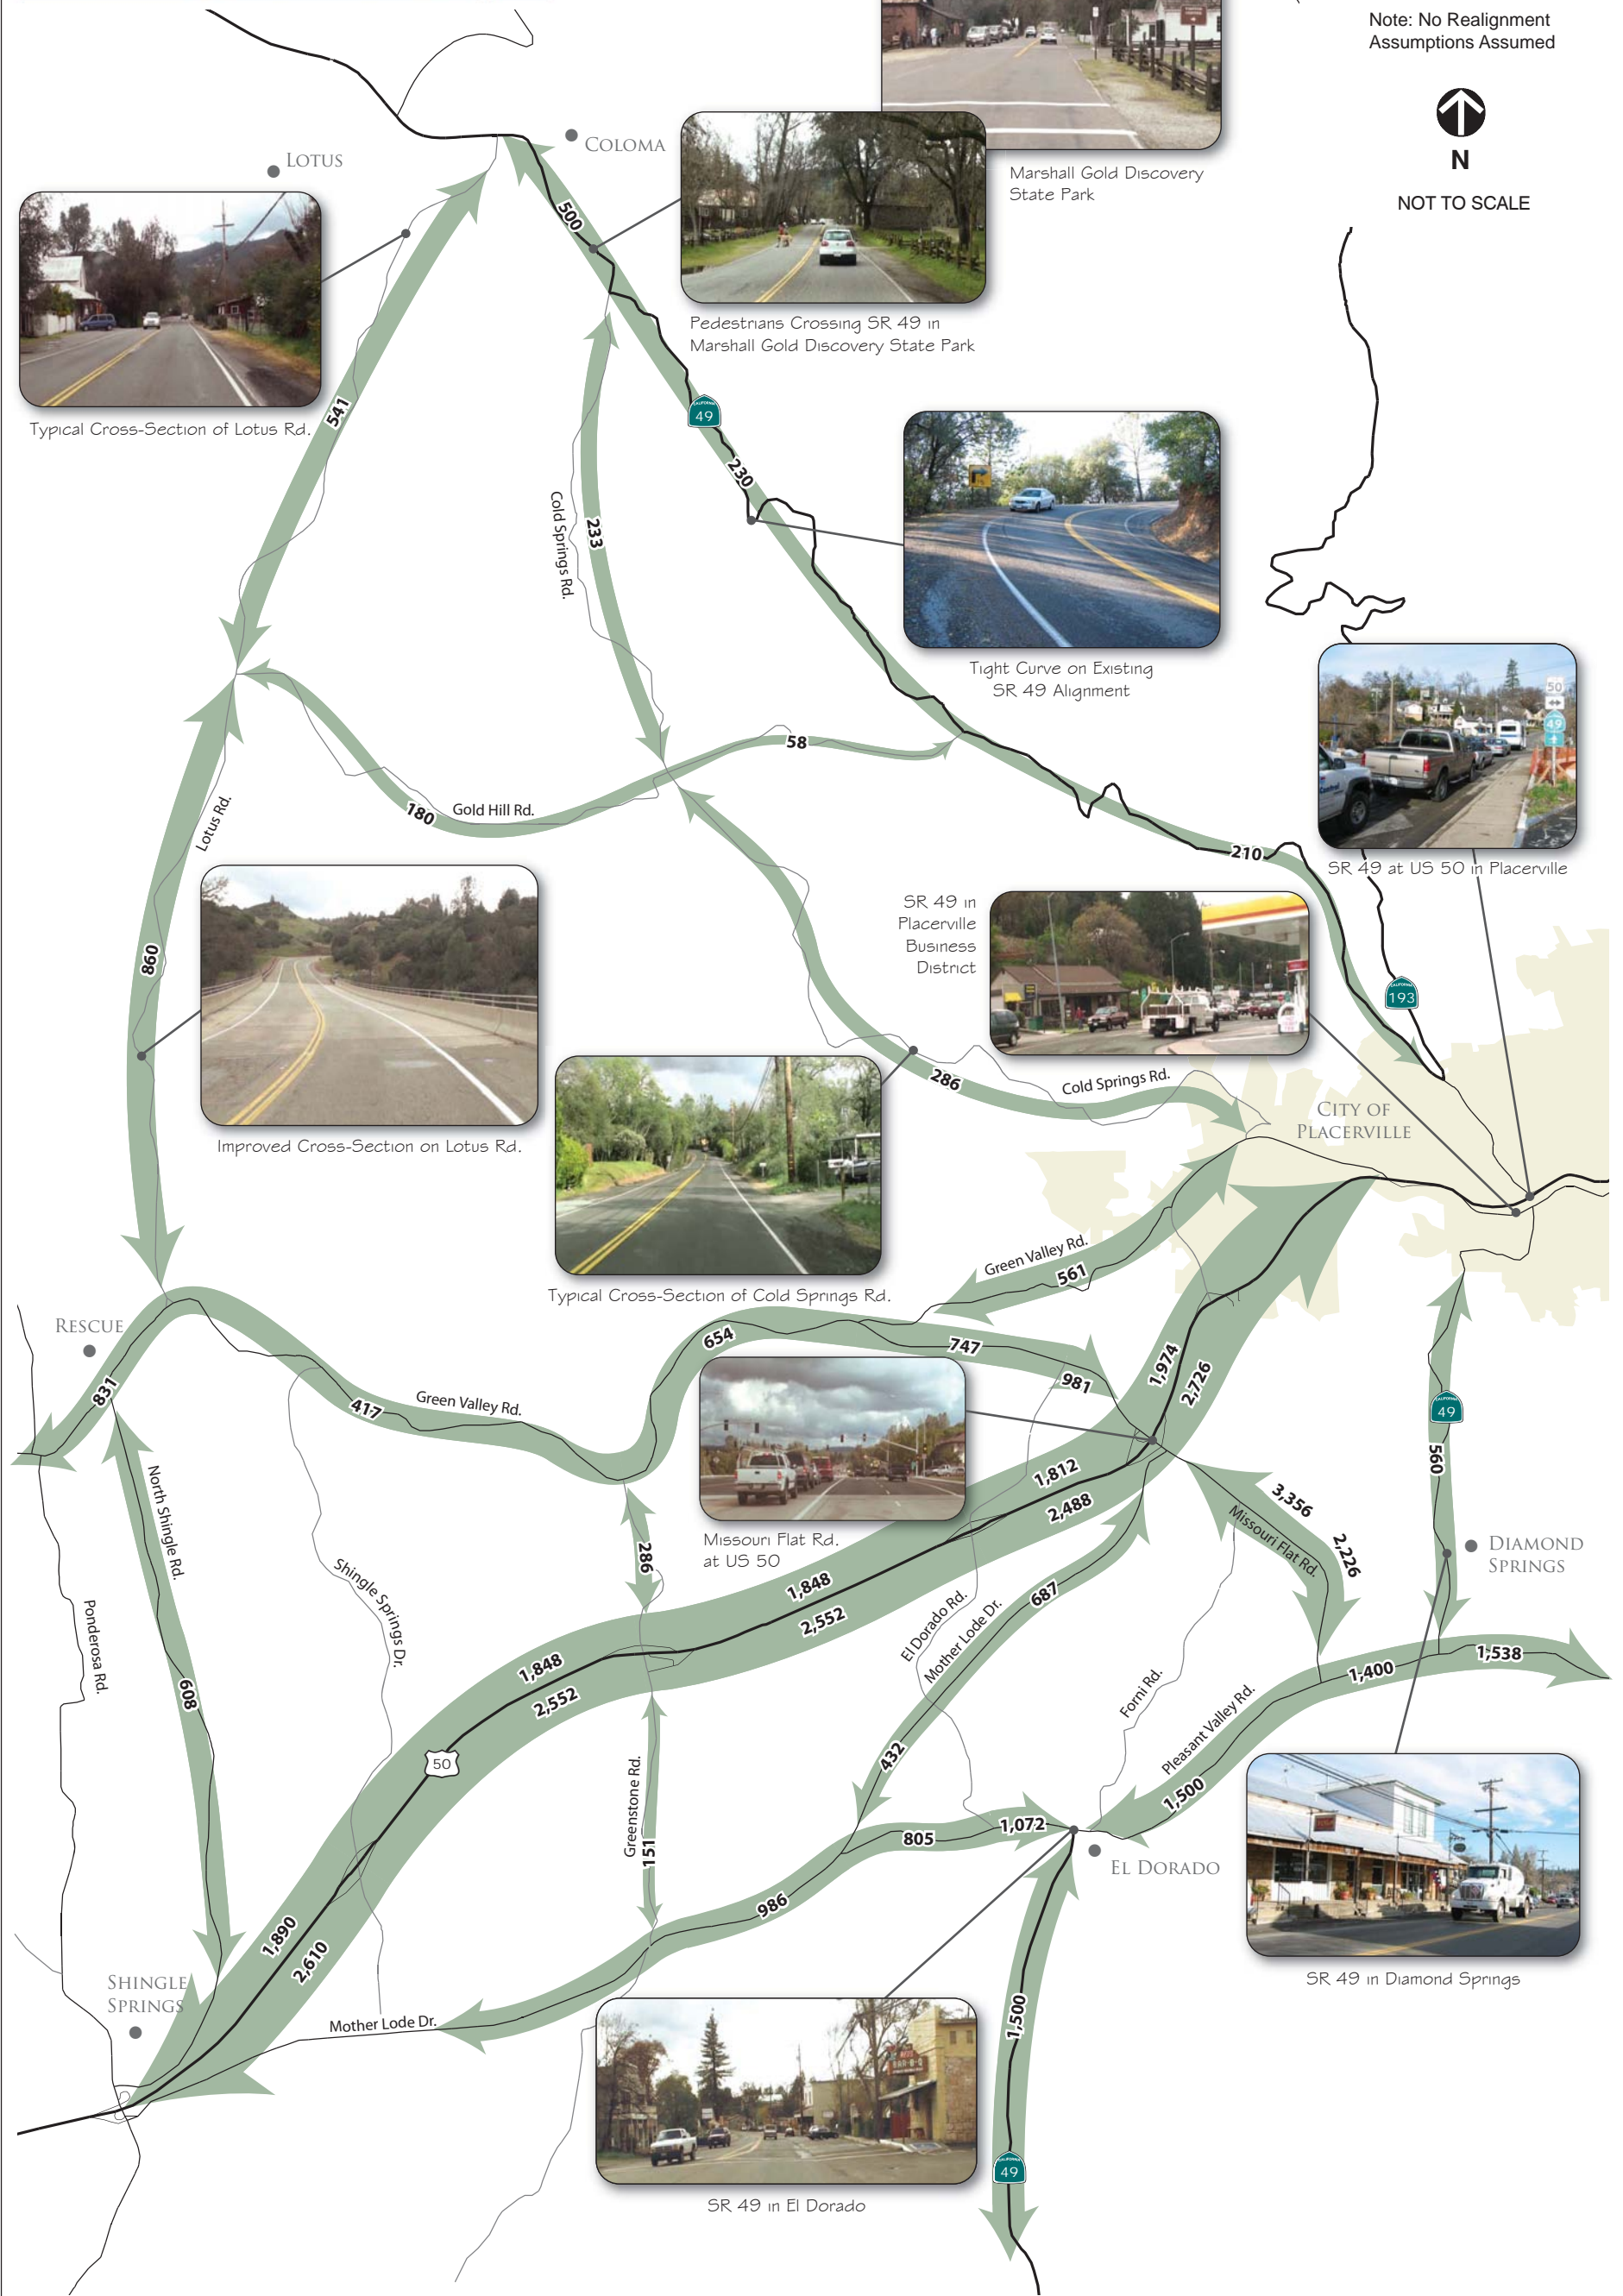 Note: No Realignment
Assumptions Assumed
N
NOT TO SCALE
COLOMA
LOTUS
Marshall Gold Discovery
State Park
500
Pedestrians Crossing SR 49 in
Marshall Gold Discovery State Park
Typical Cross-Section of Lotus Rd.
541
CALIFORNIA
49
230
Cold Springs Rd.
233
Tight Curve on Existing
SR 49 Alignment
50
49
58
180
Gold Hill Rd.
Lotus Rd.
210
SR 49 at US 50 in Placerville
SR 49 in
Placerville
Business
District
860
CALIFORNIA
193
286
Cold Springs Rd.
CITY OF
PLACERVILLE
Improved Cross-Section on Lotus Rd.
Green Valley Rd.
561
Typical Cross-Section of Cold Springs Rd.
RESCUE
654
747
981
1,974
2,726
831
417
Green Valley Rd.
CALIFORNIA
49
560
North Shingle Rd.
1,812
2,488
3,356
Missouri Flat Rd.
2,226
Missouri Flat Rd.
at US 50
DIAMOND
SPRINGS
286
Shingle Springs Dr.
Ponderosa Rd.
1,848
2,552
El Dorado Rd.
Mother Lode Dr.
687
608
1,848
2,552
Forni Rd.
1,400
1,538
Pleasant Valley Rd.
1,500
50
432
Greenstone Rd.
151
805
1,072
EL DORADO
986
1,890
2,610
SHINGLE
SPRINGS
Mother Lode Dr.
SR 49 in Diamond Springs
1,500
CALIFORNIA
49
SR 49 in El Dorado